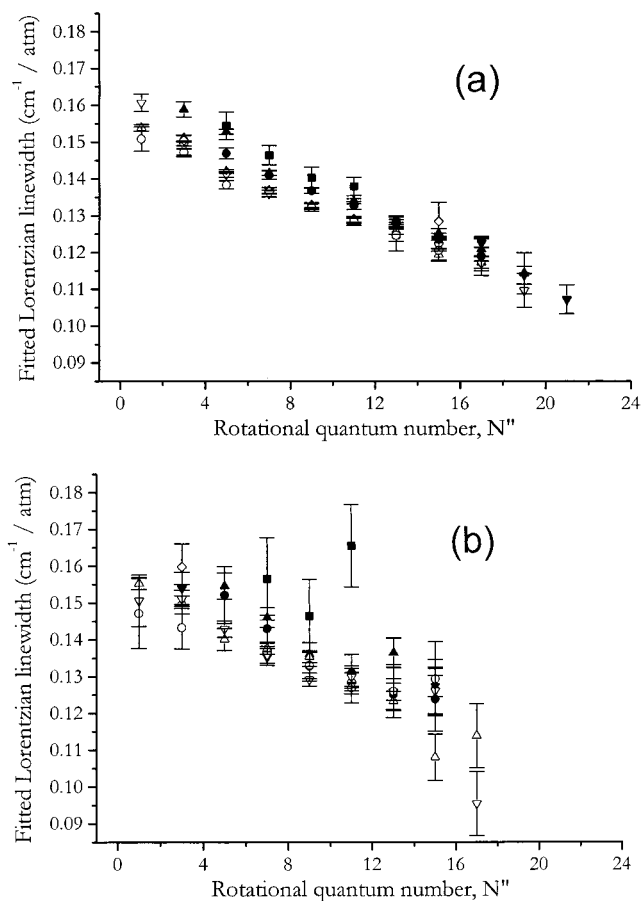 0.18
0.17
0.16
0.15
0.14
0.13
0.12
0.11
0.10
0.09
Fitted Lorentzian linewidth (cm⁻¹ / atm)
(a)
0 4 8 12 16 20 24
Rotational quantum number, N"
0.18
0.17
0.16
0.15
0.14
0.13
0.12
0.11
0.10
0.09
Fitted Lorentzian linewidth (cm⁻¹ / atm)
(b)
0 4 8 12 16 20 24
Rotational quantum number, N"